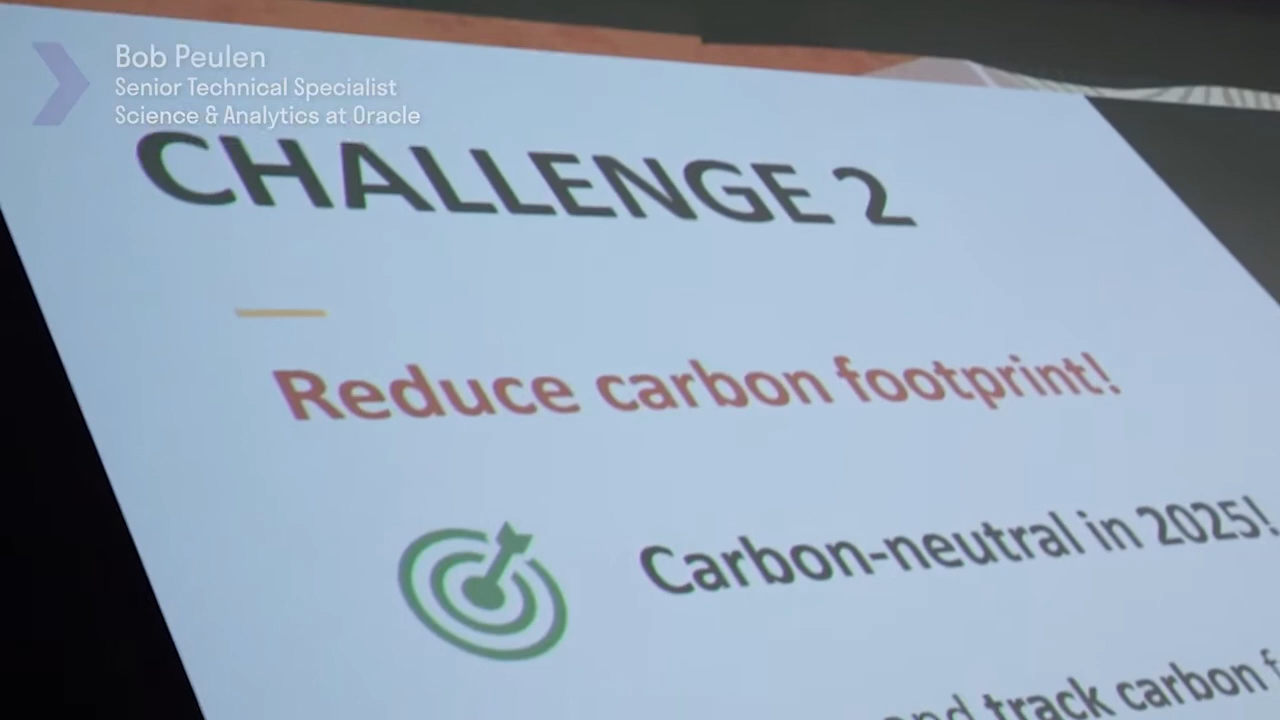 Bob Peulen
Senior Technical Specialist
Science & Analytics at Oracle
CHALLENGE 2
Reduce carbon footprint!
Carbon-neutral in 2025!
and track carbon